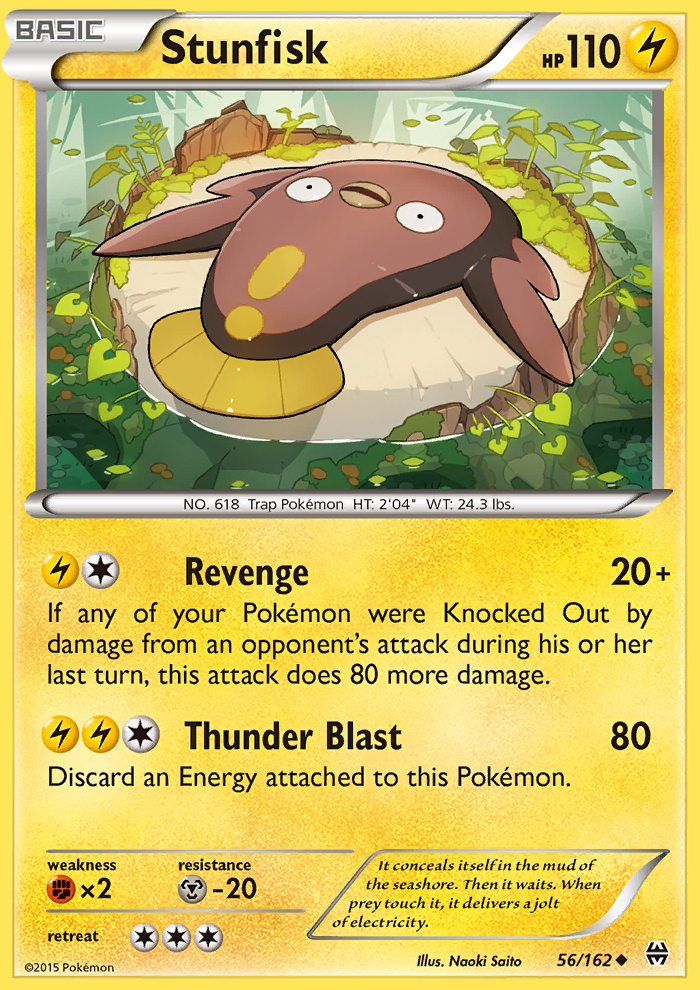 BASIC
Stunfisk
HP110
NO. 618 Trap Pokémon HT: 2'04" WT: 24.3 lbs.
Revenge 20+
If any of your Pokémon were Knocked Out by
damage from an opponent's attack during his or her
last turn, this attack does 80 more damage.
Thunder Blast 80
Discard an Energy attached to this Pokémon.
weakness resistance
×2 -20
It conceals itself in the mud of
the seashore. Then it waits. When
prey touch it, it delivers a jolt
of electricity.
retreat
©2015 Pokémon
Illus. Naoki Saito 56/162